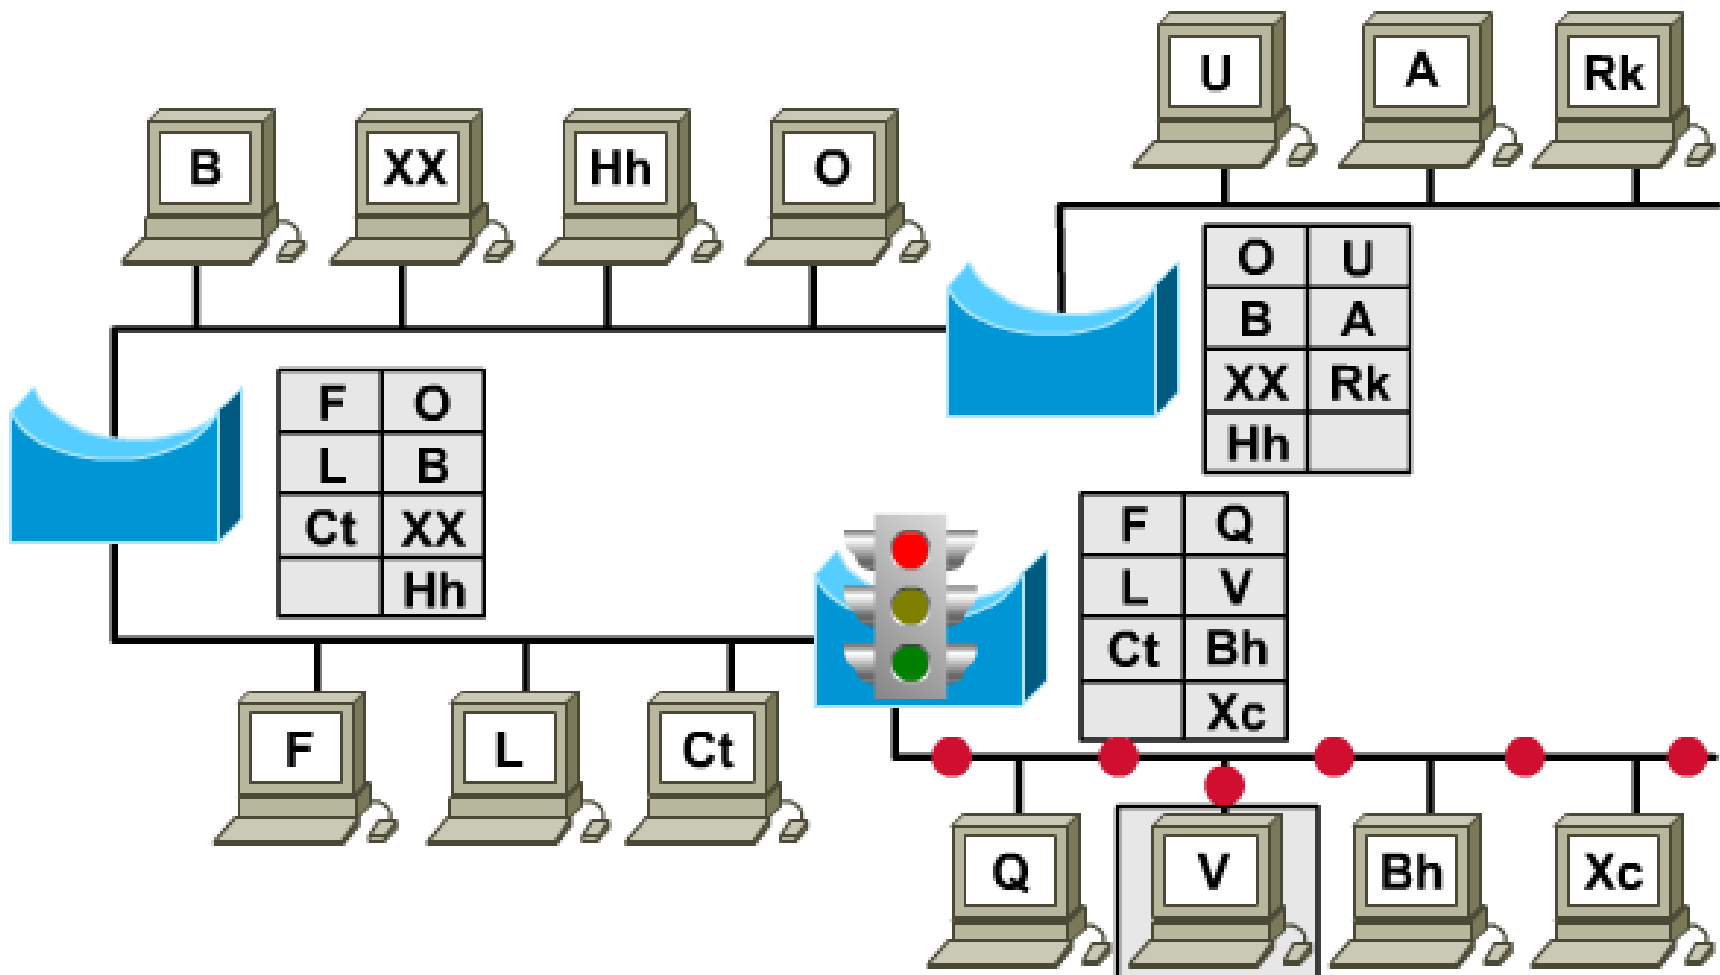 U A Rk
B XX Hh O
O U
B A
XX Rk
Hh
F O
L B
Ct XX
Hh
F Q
L V
Ct Bh
Xc
F L Ct
Q V Bh Xc